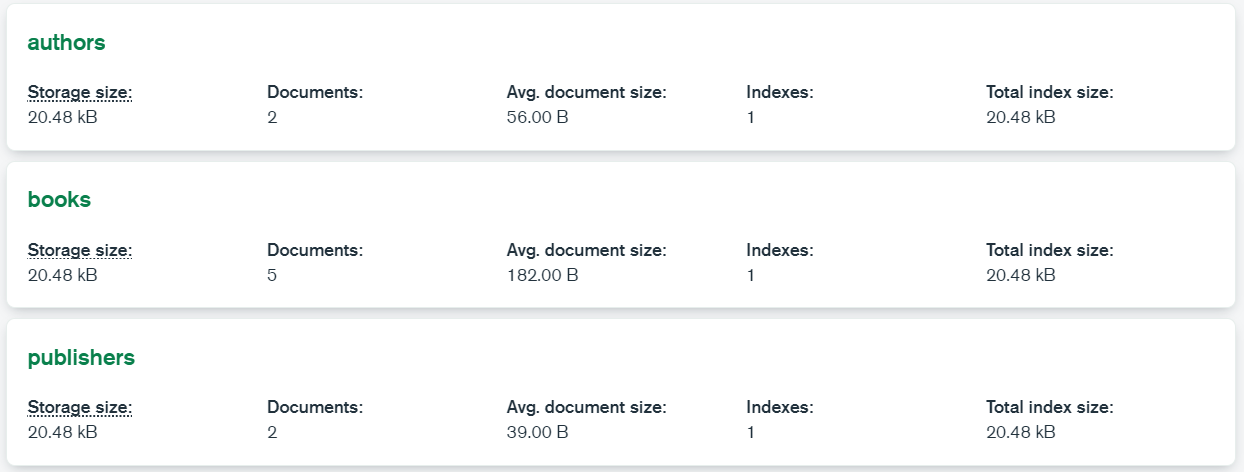 authors
Storage size: Documents: Avg. document size: Indexes: Total index size:
20.48 kB 2 56.00 B 1 20.48 kB
books
Storage size: Documents: Avg. document size: Indexes: Total index size:
20.48 kB 5 182.00 B 1 20.48 kB
publishers
Storage size: Documents: Avg. document size: Indexes: Total index size:
20.48 kB 2 39.00 B 1 20.48 kB